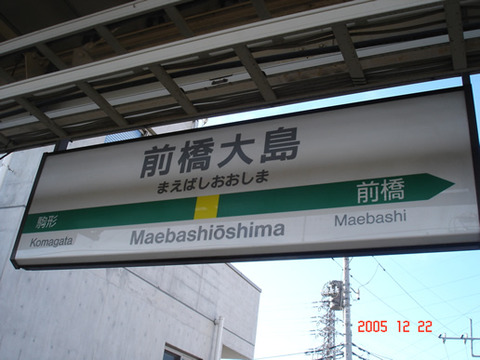 前橋大島
まえばしおおしま
駒形 前橋
Komagata Maebashiōshima Maebashi
2005 12 22